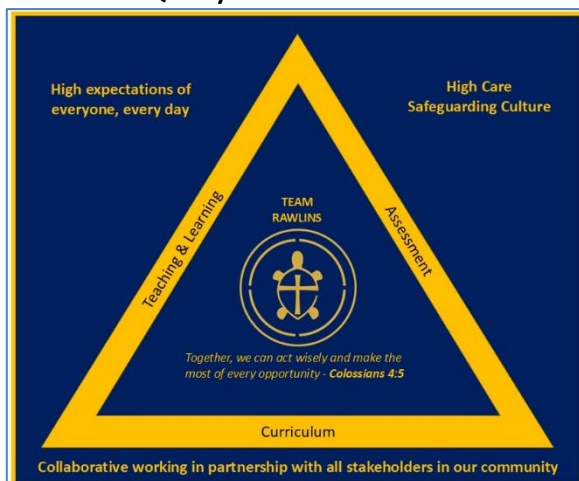 High expectations of
everyone, every day
High Care
Safeguarding Culture
Teaching & Learning
Assessment
TEAM
RAWLINS
Together, we can act wisely and make the
most of every opportunity - Colossians 4:5
Curriculum
Collaborative working in partnership with all stakeholders in our community